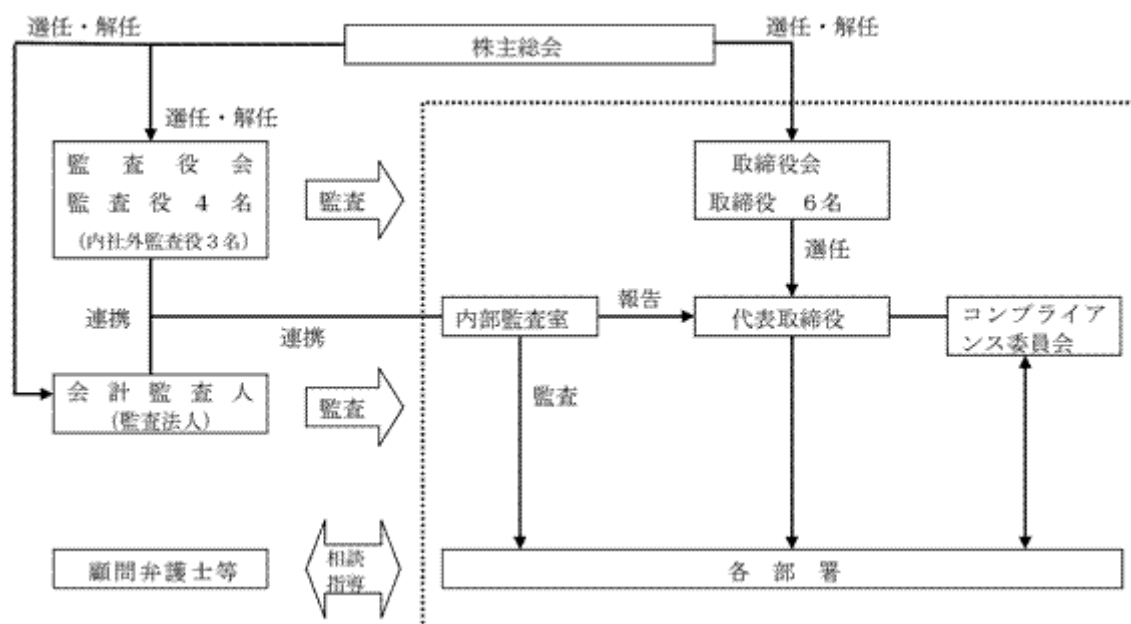 選任・解任
株主総会
選任・解任
選任・解任
監査役会
監査役 4名
(内社外監査役3名)
監査
取締役会
取締役 6名
選任
連携
連携
内部監査室
報告
代表取締役
コンプライア
ンス委員会
会計監査人
(監査法人)
監査
監査
顧問弁護士等
相談
指導
各部署